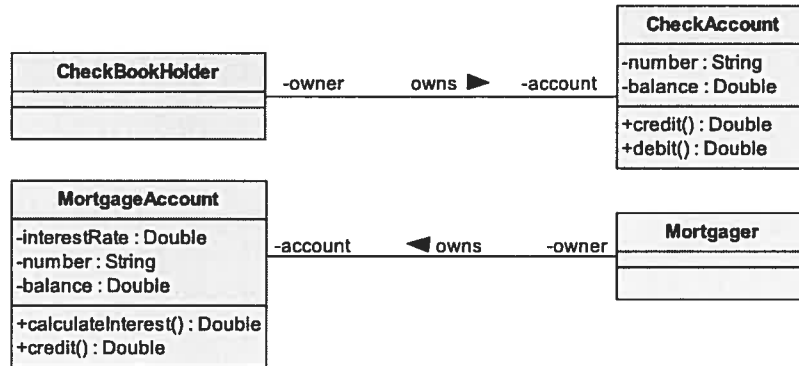 CheckBookHolder
-owner owns ► -account
CheckAccount
-number : String
-balance : Double
+credit() : Double
+debit() : Double
MortgageAccount
-interestRate : Double
-number : String
-balance : Double
+calculateInterest() : Double
+credit() : Double
-account ◄ owns -owner
Mortgager